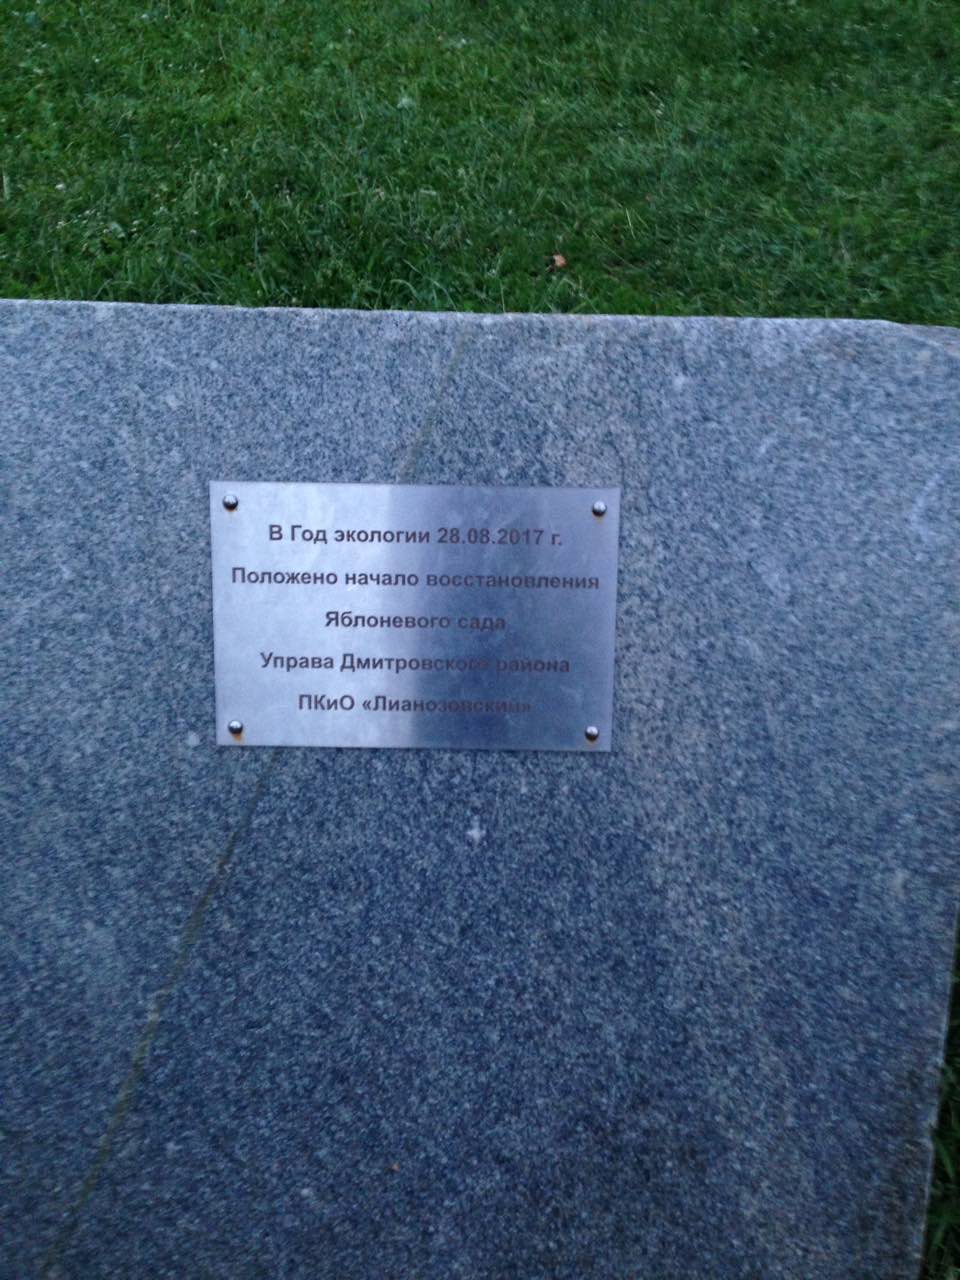 В Год экологии 28.08.2017 г.
Положено начало восстановления
Яблоневого сада
Управа Дмитровского района
ПКиО «Лианозовский»